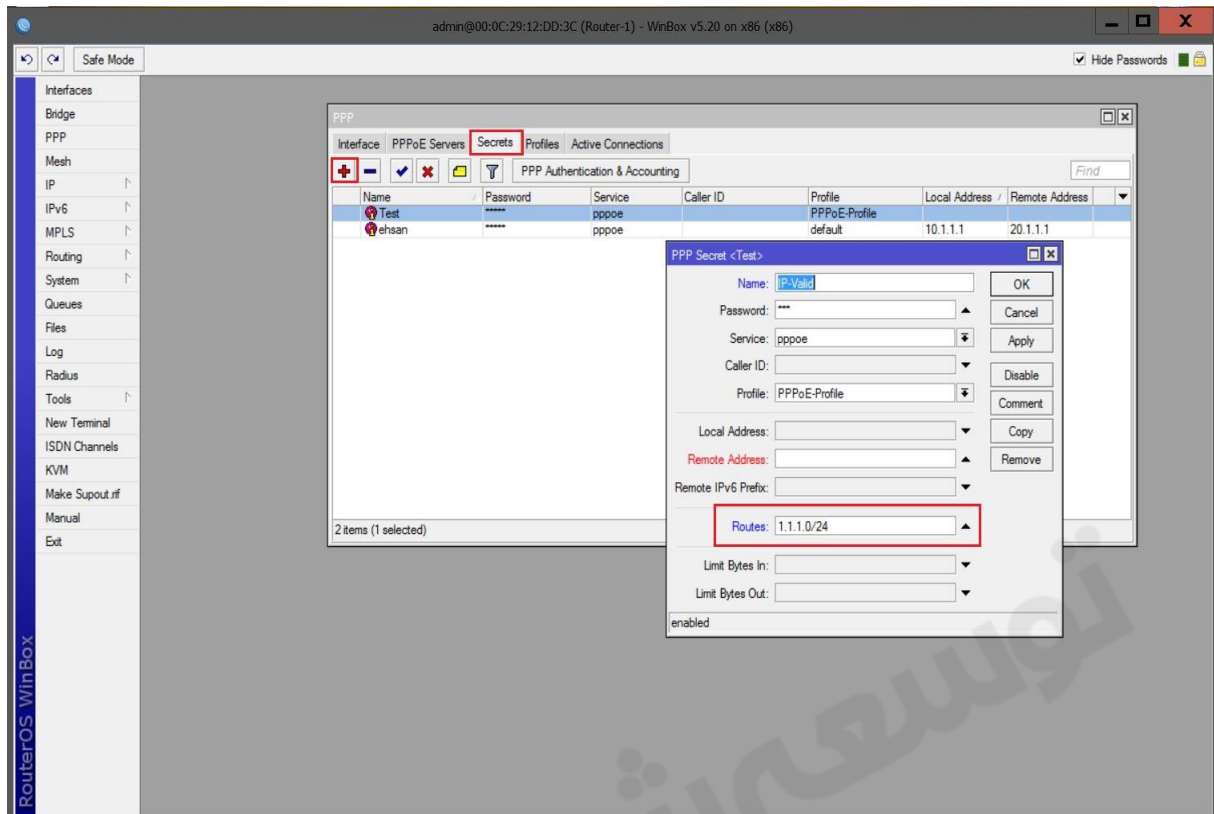 admin@00:0C:29:12:DD:3C (Router-1) - WinBox v5.20 on x86 (x86)
Safe Mode
Hide Passwords
Interfaces
Bridge
PPP
Mesh
IP
IPv6
MPLS
Routing
System
Queues
Files
Log
Radius
Tools
New Terminal
ISDN Channels
KVM
Make Supout.rif
Manual
Exit
RouterOS WinBox
PPP
Interface PPPoE Servers Secrets Profiles Active Connections
PPP Authentication & Accounting Find
Name Password Service Caller ID Profile Local Address Remote Address
Test ***** pppoe PPPoE-Profile
ehsan ***** pppoe default 10.1.1.1 20.1.1.1
2 items (1 selected)
PPP Secret <Test>
Name: IP-Valid OK
Password: *** Cancel
Service: pppoe Apply
Caller ID:
Disable
Profile: PPPoE-Profile
Comment
Local Address: Copy
Remote Address: Remove
Remote IPv6 Prefix:
Routes: 1.1.1.0/24
Limit Bytes In:
Limit Bytes Out:
enabled